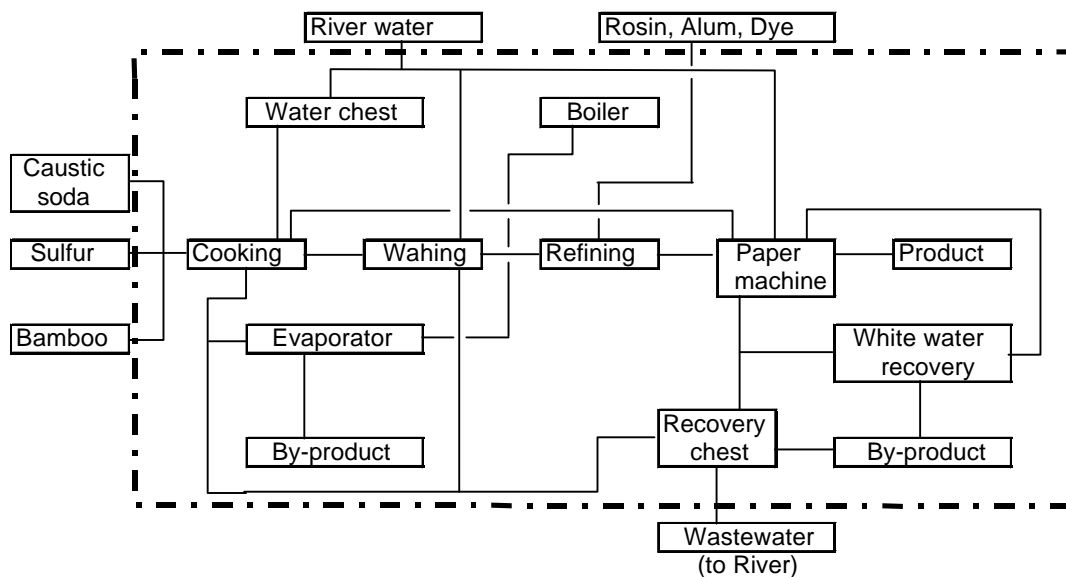 River water
Rosin, Alum, Dye
Water chest
Boiler
Caustic
soda
Sulfur
Cooking
Wahing
Refining
Paper
machine
Product
Bamboo
Evaporator
White water
recovery
By-product
Recovery
chest
By-product
Wastewater
(to River)